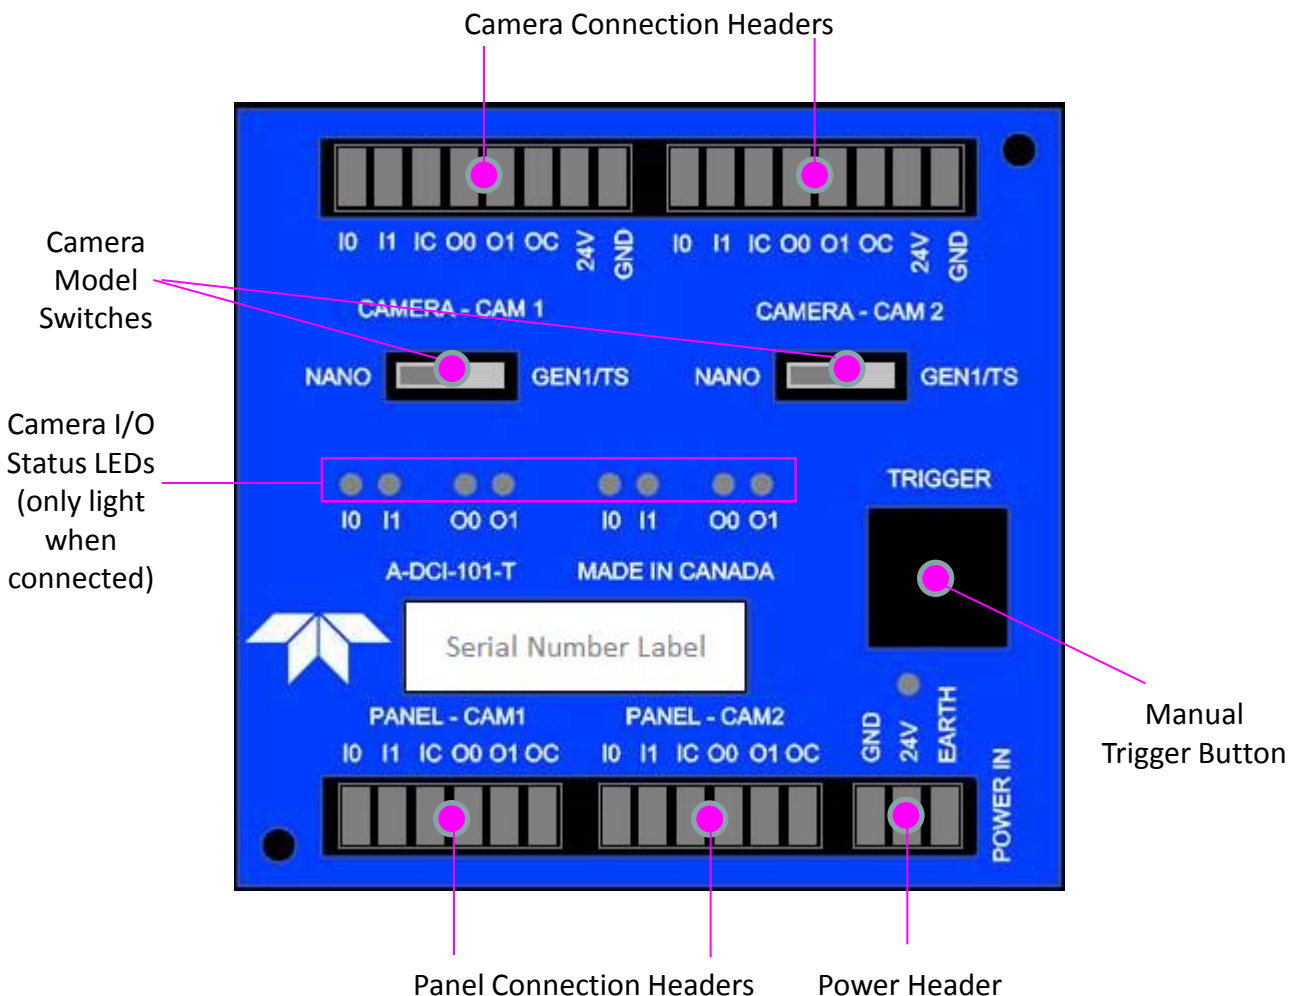 Camera Connection Headers
I0 I1 IC O0 O1 OC 24V GND
I0 I1 IC O0 O1 OC 24V GND
Camera
Model
Switches
CAMERA - CAM 1
CAMERA - CAM 2
NANO
GEN1/TS
NANO
GEN1/TS
Camera I/O
Status LEDs
(only light
when
connected)
I0 I1 O0 O1
I0 I1 O0 O1
TRIGGER
A-DCI-101-T
MADE IN CANADA
Serial Number Label
Manual
Trigger Button
PANEL - CAM1
PANEL - CAM2
I0 I1 IC O0 O1 OC
I0 I1 IC O0 O1 OC
GND 24V EARTH
POWER IN
Panel Connection Headers
Power Header